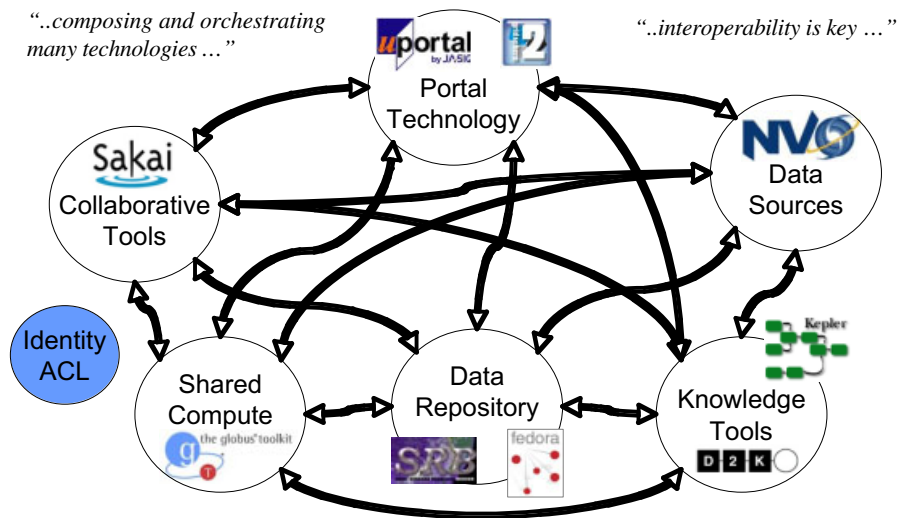 “..composing and orchestrating
many technologies …”
“..interoperability is key …”
uportal
by JA-SIG
Portal
Technology
Sakai
Collaborative
Tools
NVO
Data
Sources
Identity
ACL
Shared
Compute
the globus toolkit
g
T
Data
Repository
SRB
fedora
Kepler
Knowledge
Tools
D2K